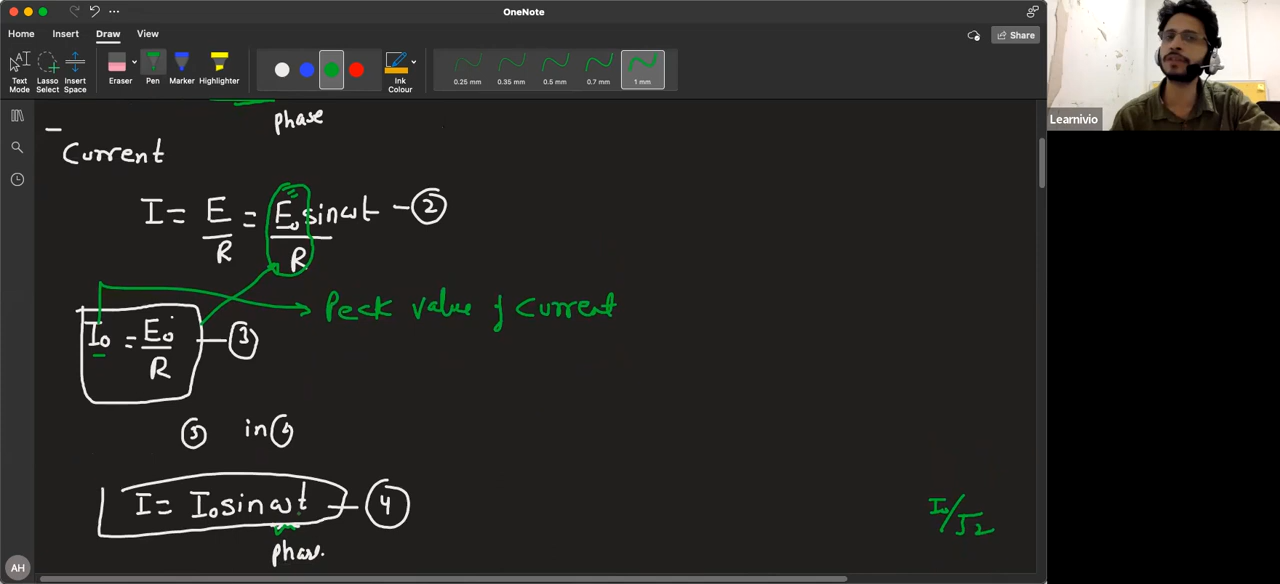 OneNote
Home Insert Draw View
Share
Text Mode Lasso Select Insert Space Eraser Pen Marker Highlighter Ink Colour 0.25 mm 0.35 mm 0.5 mm 0.7 mm 1 mm
Learnivio
phase
Current
I = E/R = E₀sinωt/R — ②
Peck value of Current
I₀ = E₀/R — ③
③ in ②
I = I₀sinωt — ④
phase.
I₀/√2
AH